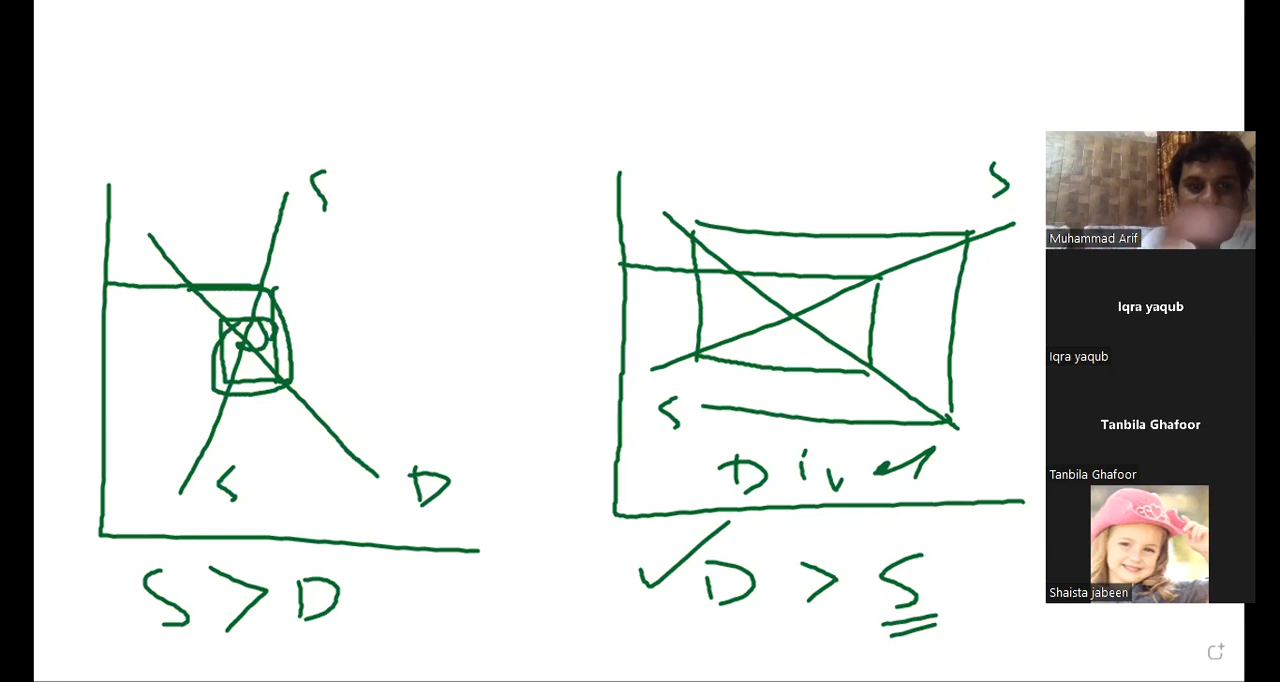 S
S
D
S > D
S
S
Div
D > S
Muhammad Arif
Iqra yaqub
Iqra yaqub
Tanbila Ghafoor
Tanbila Ghafoor
Shaista jabeen